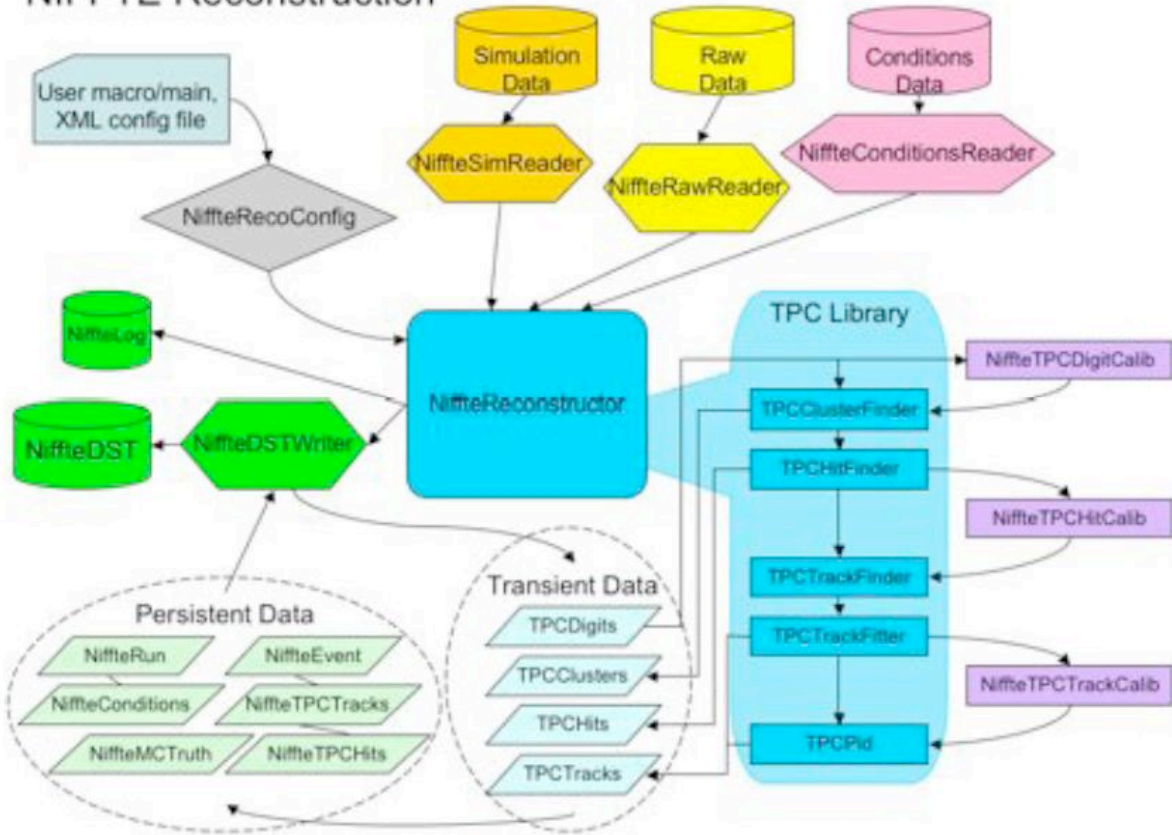 NIFFTE Reconstruction
Simulation
Data
Raw
Data
Conditions
Data
User macro/main,
XML config file
NiffteSimReader
NiffteRawReader
NiffteConditionsReader
NiffteRecoConfig
NiffteLog
NiffteReconstructor
TPC Library
NiffteTPCDigitCalib
TPCClusterFinder
NiffteDST
NiffteDSTWriter
TPCHitFinder
NiffteTPCHitCalib
TPCTrackFinder
Transient Data
Persistent Data
TPCDigits
TPCTrackFitter
NiffteRun
NiffteEvent
TPCClusters
NiffteTPCTrackCalib
NiffteConditions
NiffteTPCTracks
TPCHits
TPCPid
NiffteMCTruth
NiffteTPCHits
TPCTracks